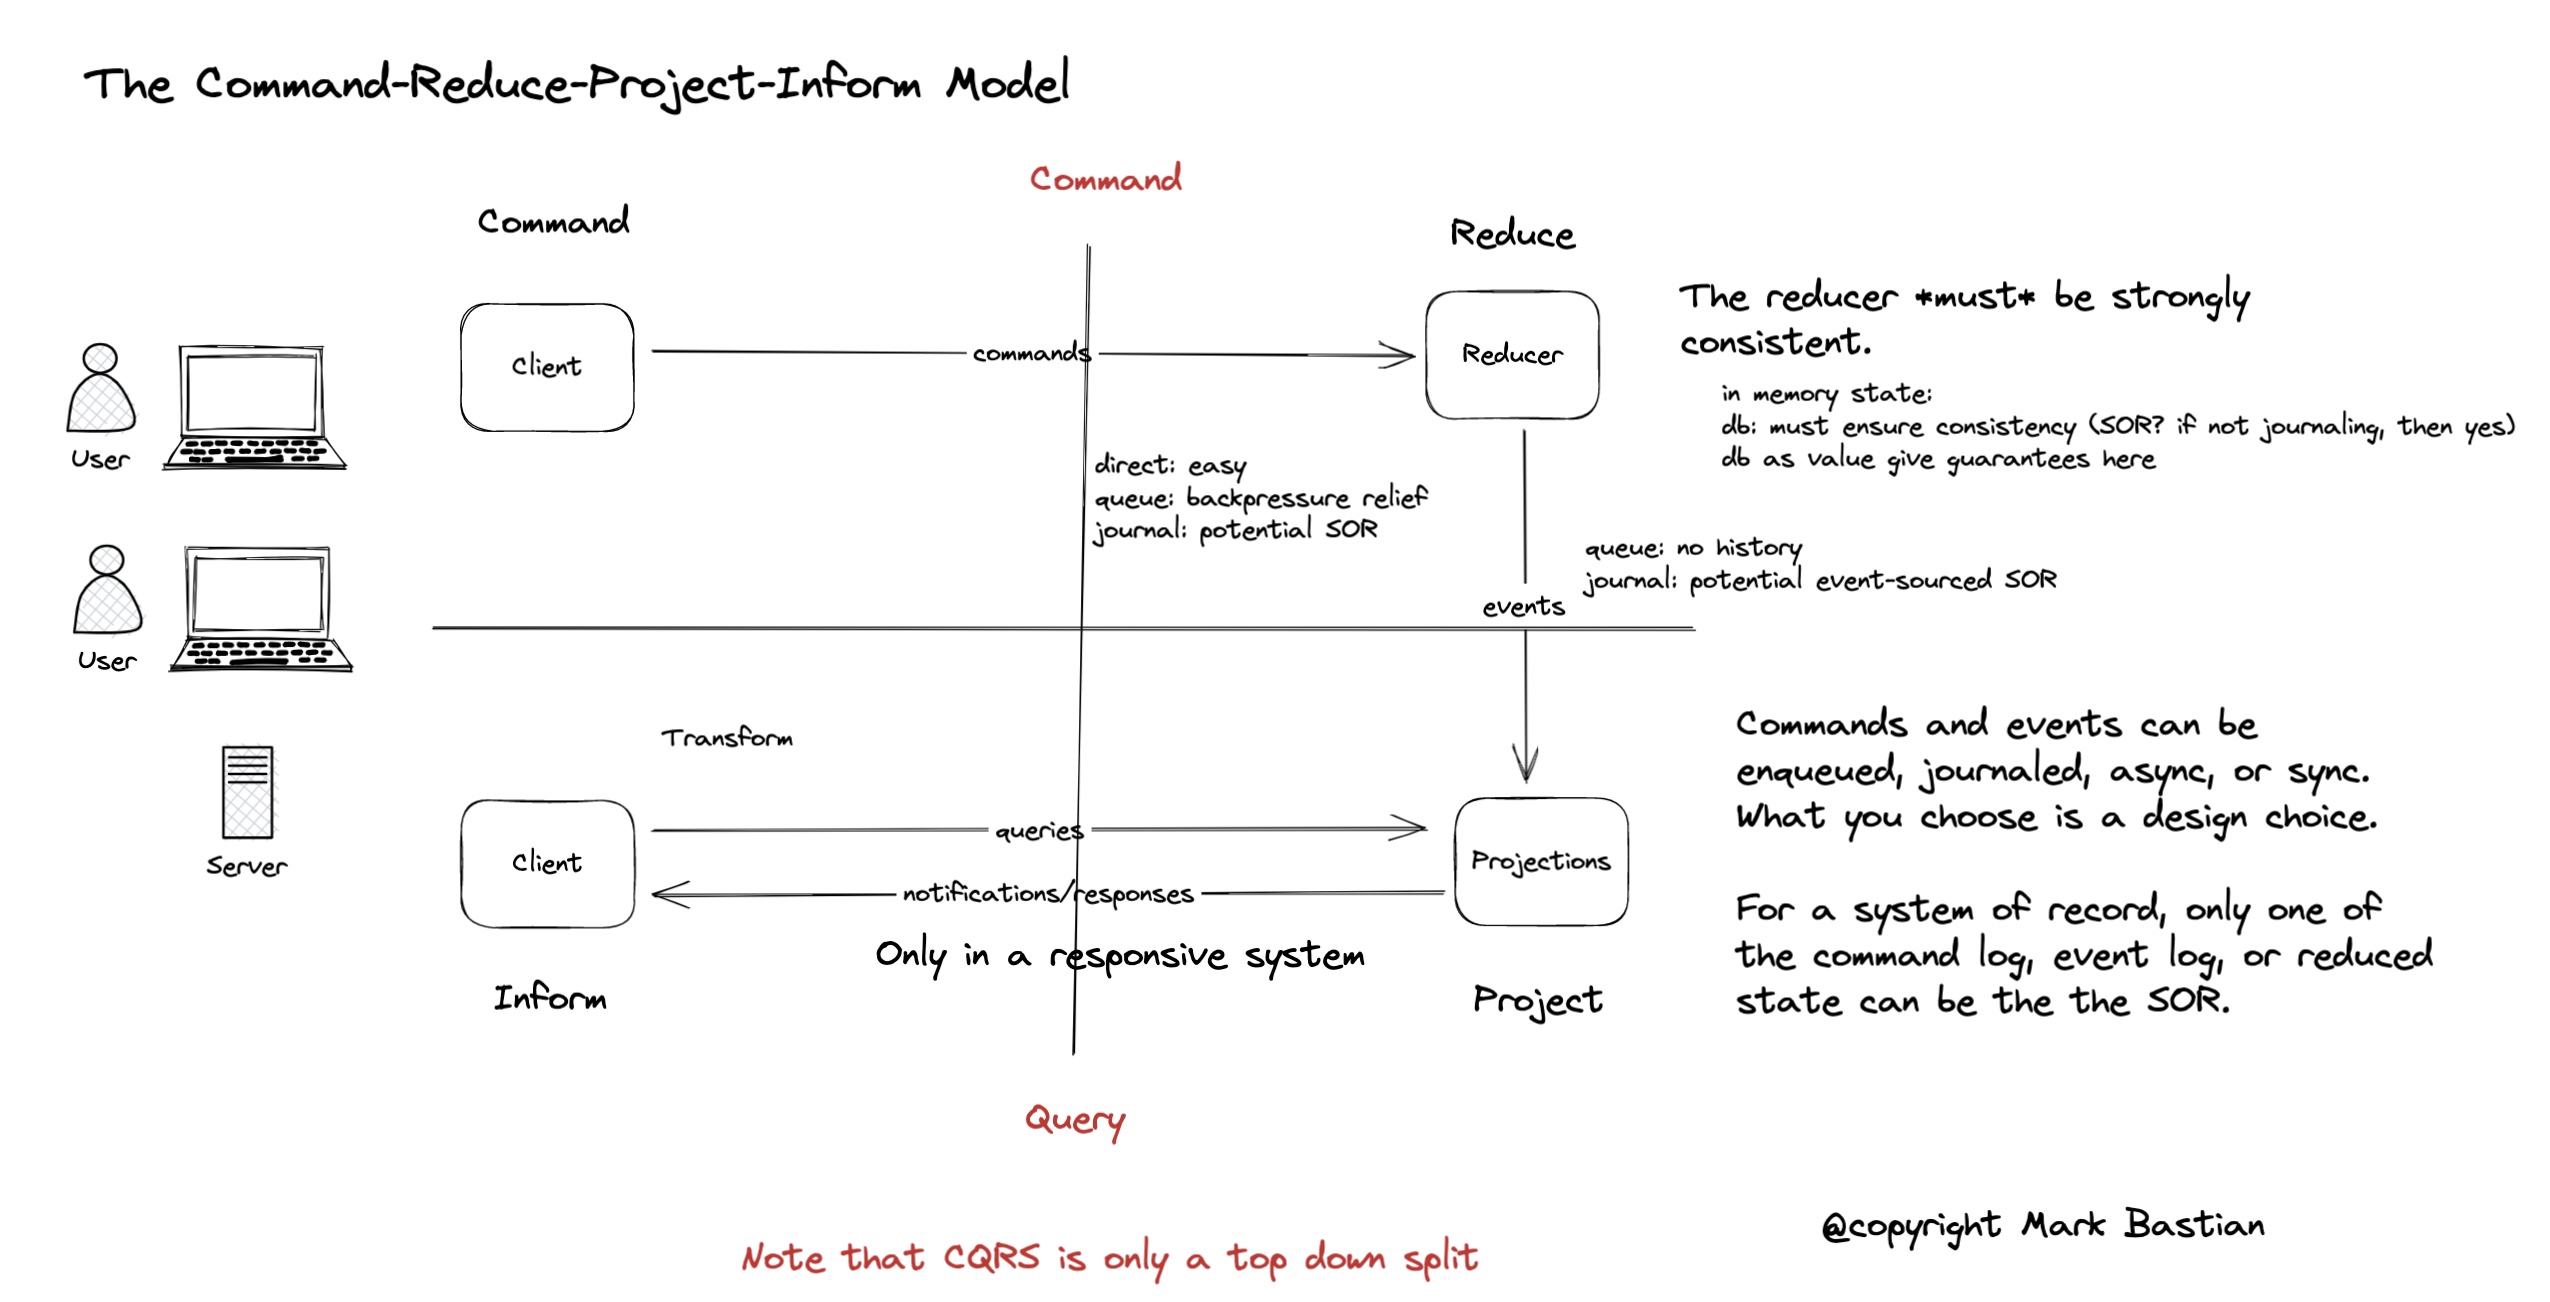 The Command-Reduce-Project-Inform Model
Command
Command
Reduce
Client
commands
Reducer
The reducer *must* be strongly
consistent.
in memory state:
db: must ensure consistency (SOR? if not journaling, then yes)
db as value give guarantees here
User
direct: easy
queue: backpressure relief
journal: potential SOR
queue: no history
journal: potential event-sourced SOR
events
User
Transform
Commands and events can be
enqueued, journaled, async, or sync.
What you choose is a design choice.
Server
Client
queries
Projections
notifications/responses
Only in a responsive system
For a system of record, only one of
the command log, event log, or reduced
state can be the the SOR.
Inform
Project
Query
@copyright Mark Bastian
Note that CQRS is only a top down split